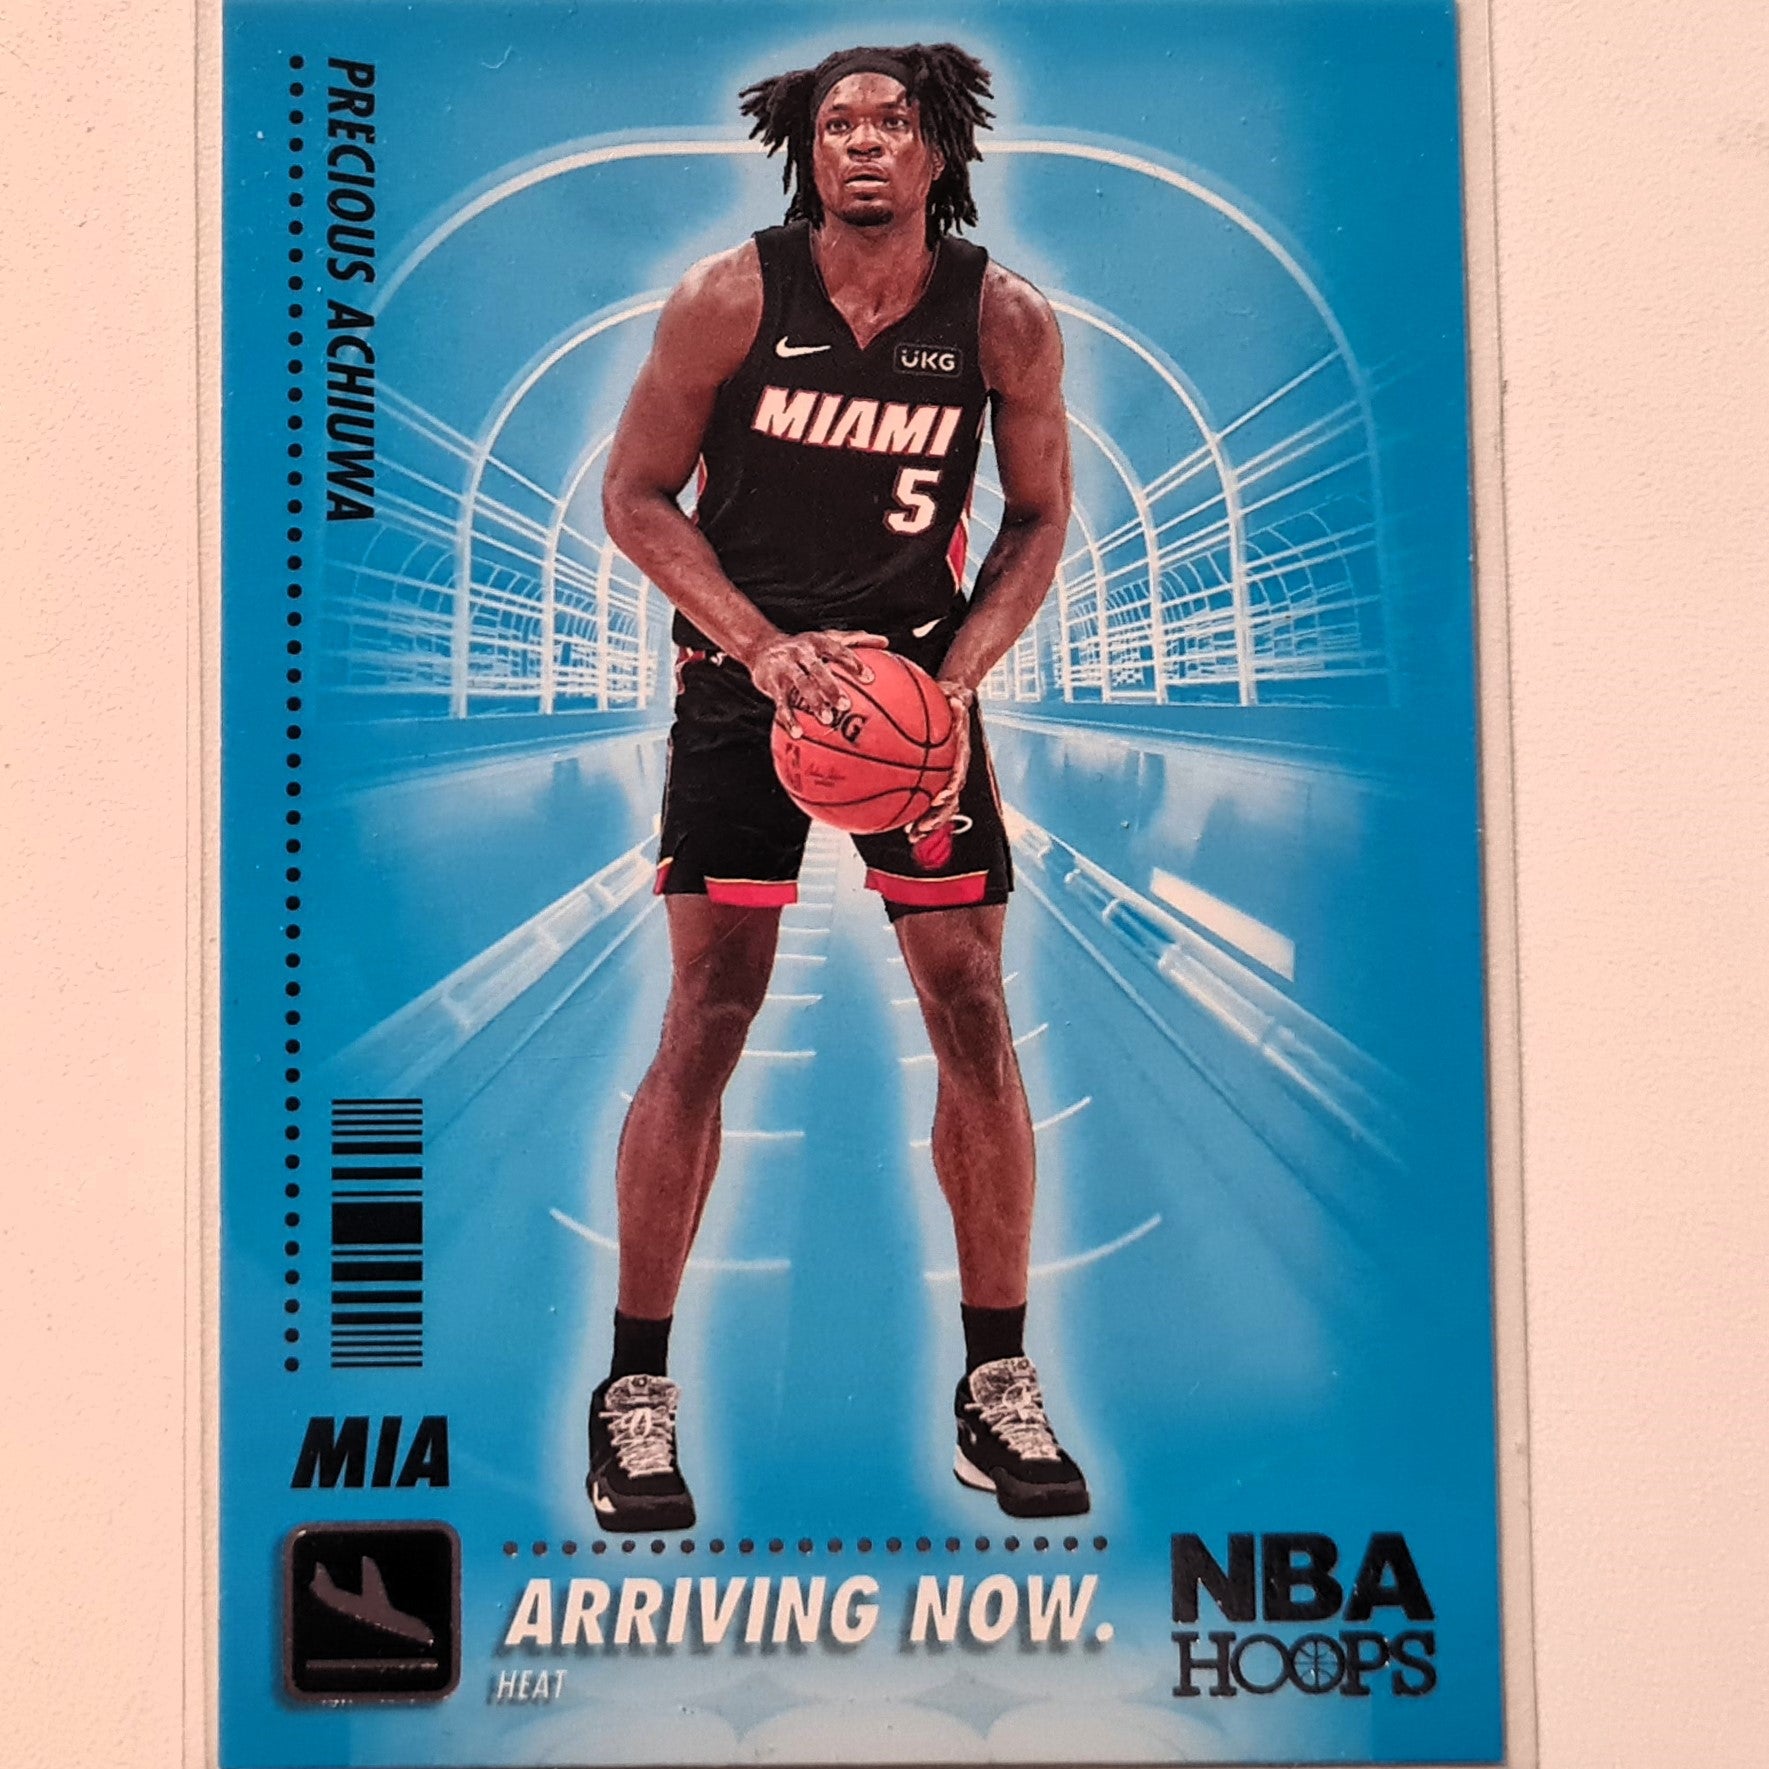 PRECIOUS ACHIUWA
UKG
MIAMI
5
MIA
ARRIVING NOW.
HEAT
NBA
HOOPS